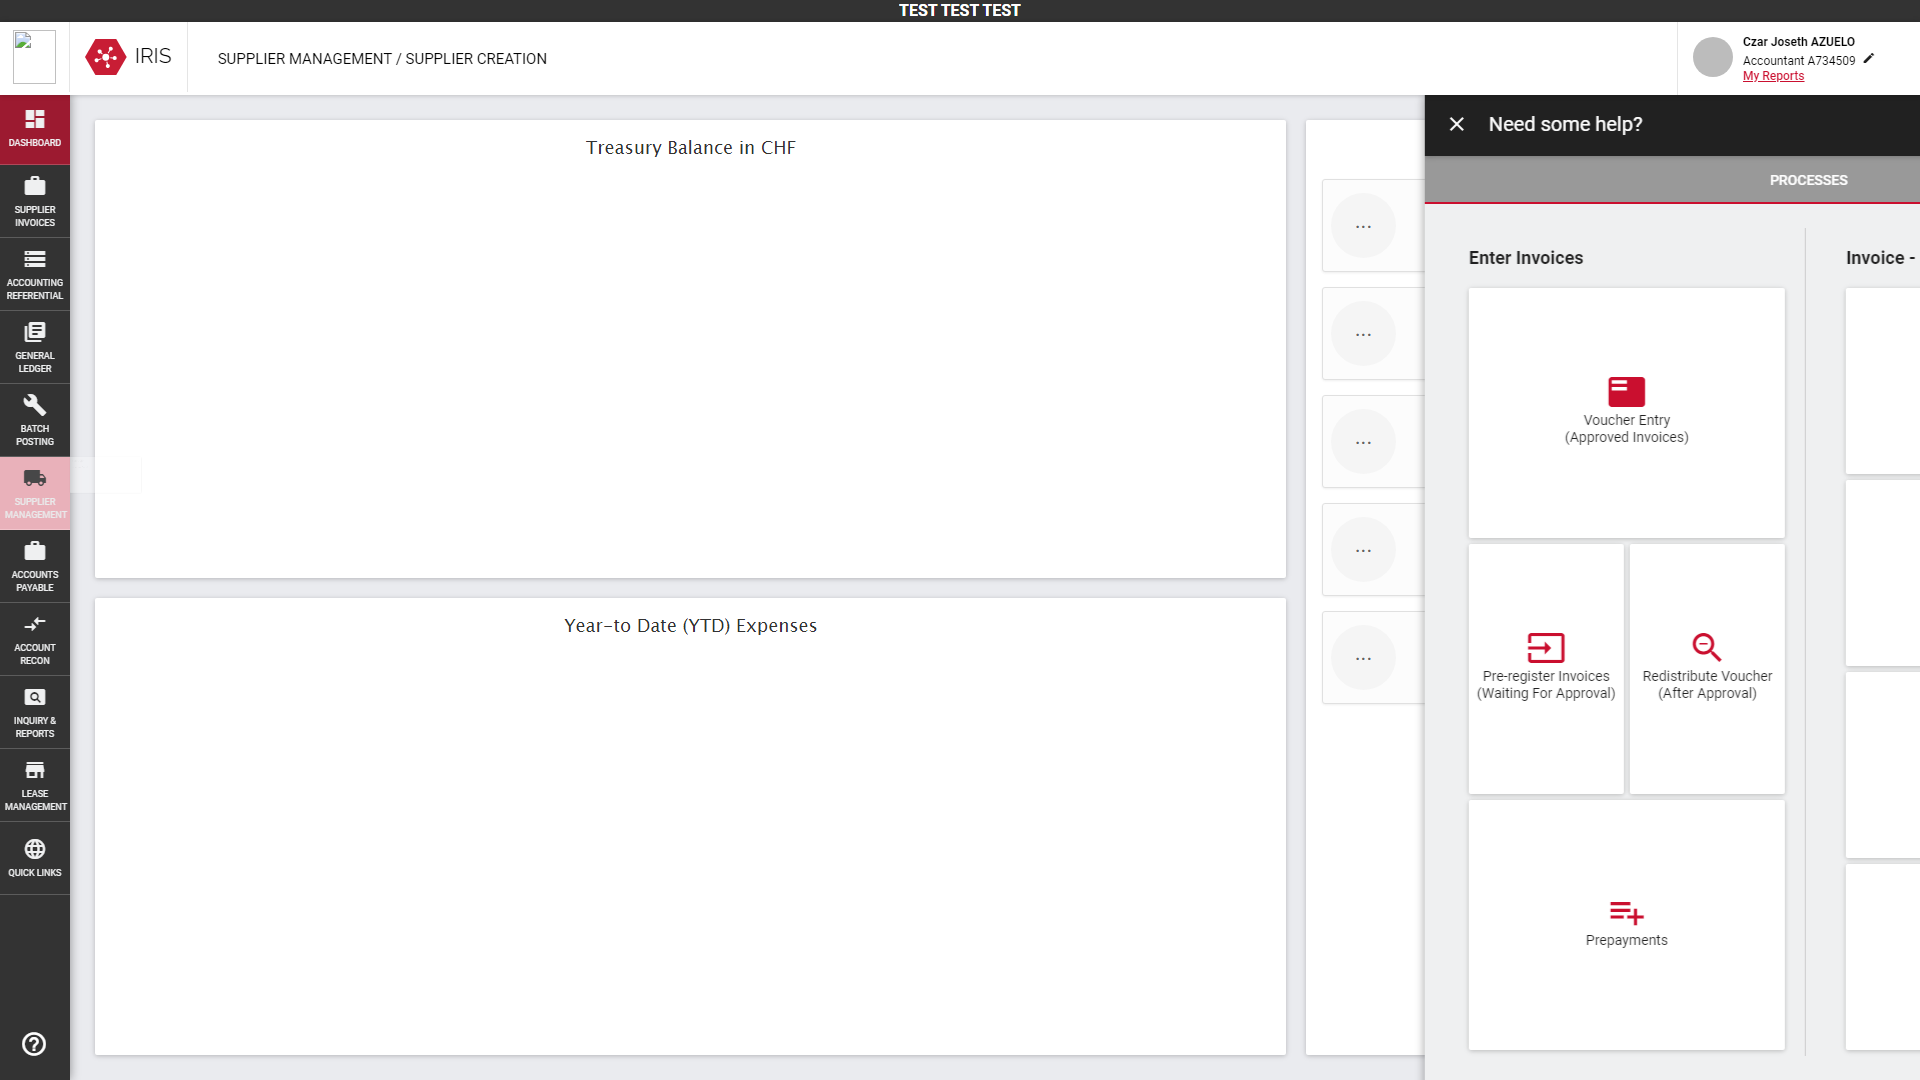 TEST TEST TEST
IRIS
SUPPLIER MANAGEMENT / SUPPLIER CREATION
Czar Joseth AZUELO
Accountant A734509
My Reports
DASHBOARD
SUPPLIER
INVOICES
ACCOUNTING
REFERENTIAL
GENERAL
LEDGER
BATCH
POSTING
SUPPLIER
MANAGEMENT
ACCOUNTS
PAYABLE
ACCOUNT
RECON
INQUIRY &
REPORTS
LEASE
MANAGEMENT
QUICK LINKS
Treasury Balance in CHF
Year-to Date (YTD) Expenses
...
...
...
...
...
Need some help?
PROCESSES
Enter Invoices
Voucher Entry
(Approved Invoices)
Pre-register Invoices
(Waiting For Approval)
Redistribute Voucher
(After Approval)
Prepayments
Invoice -